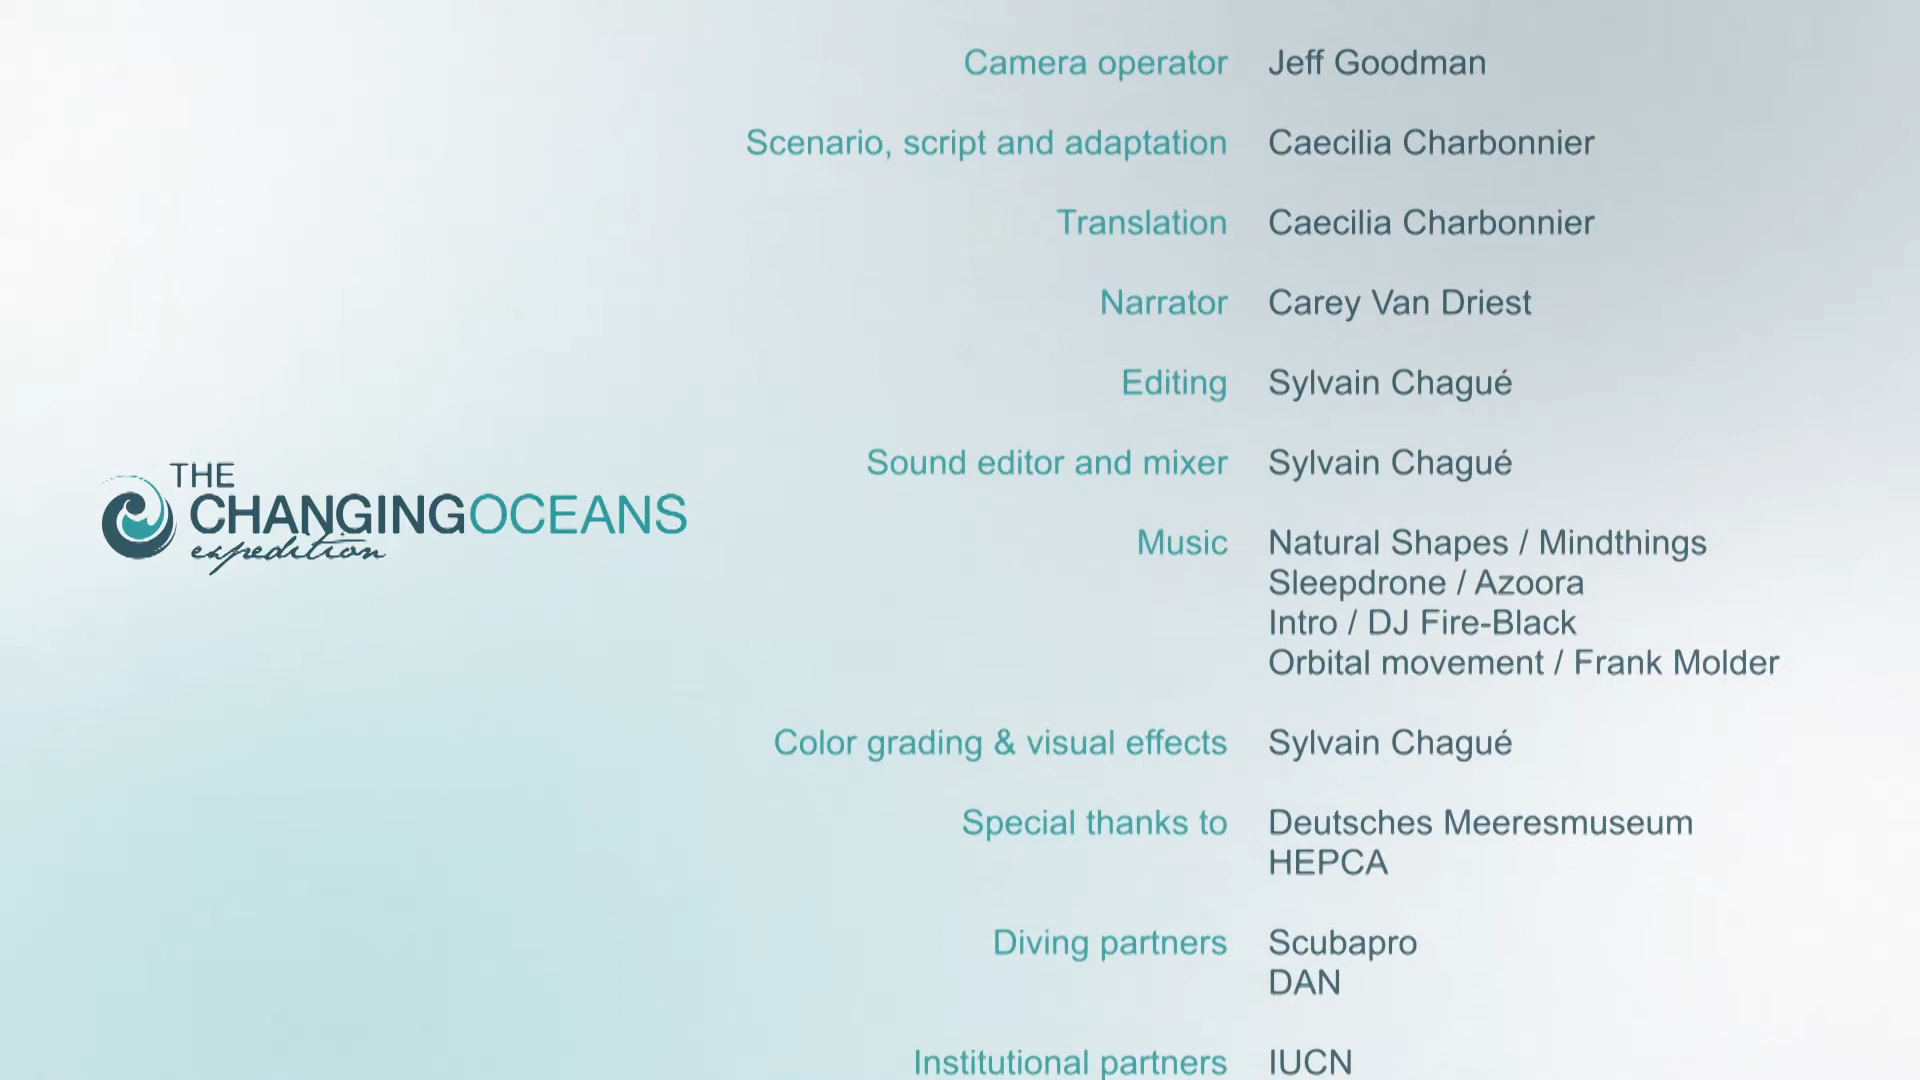 THE
CHANGINGOCEANS
expedition
Camera operator Jeff Goodman
Scenario, script and adaptation Caecilia Charbonnier
Translation Caecilia Charbonnier
Narrator Carey Van Driest
Editing Sylvain Chagué
Sound editor and mixer Sylvain Chagué
Music Natural Shapes / Mindthings
Sleepdrone / Azoora
Intro / DJ Fire-Black
Orbital movement / Frank Molder
Color grading & visual effects Sylvain Chagué
Special thanks to Deutsches Meeresmuseum
HEPCA
Diving partners Scubapro
DAN
Institutional partners IUCN